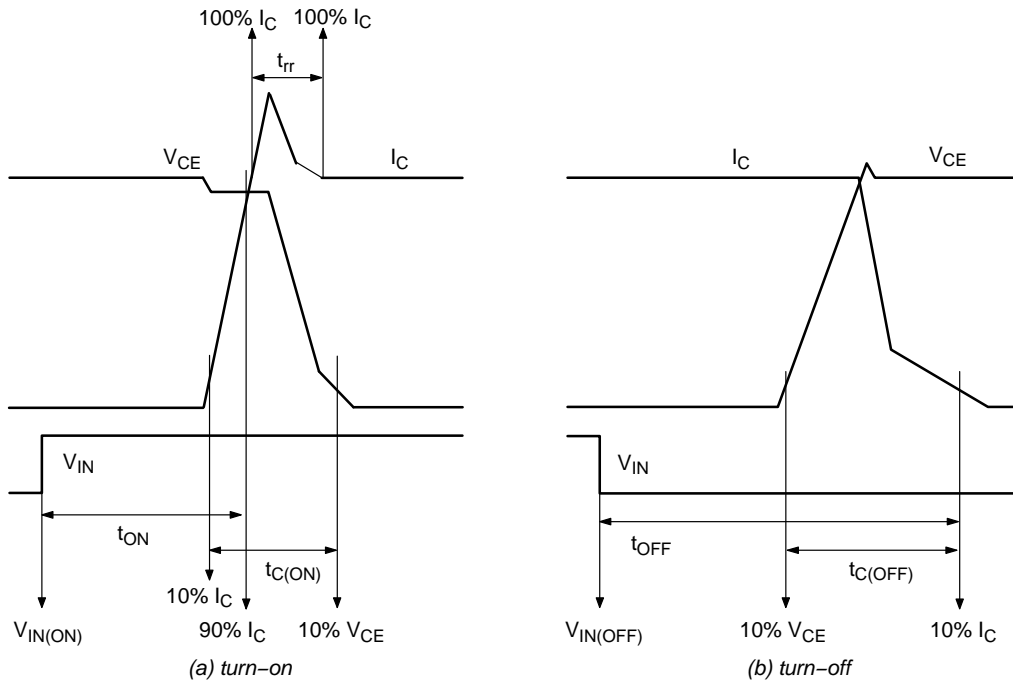 100% I_C 100% I_C
t_rr
V_CE I_C
I_C V_CE
V_IN
V_IN
t_ON
t_OFF
t_C(ON)
t_C(OFF)
10% I_C
V_IN(ON) 90% I_C 10% V_CE
V_IN(OFF) 10% V_CE 10% I_C
(a) turn−on
(b) turn−off